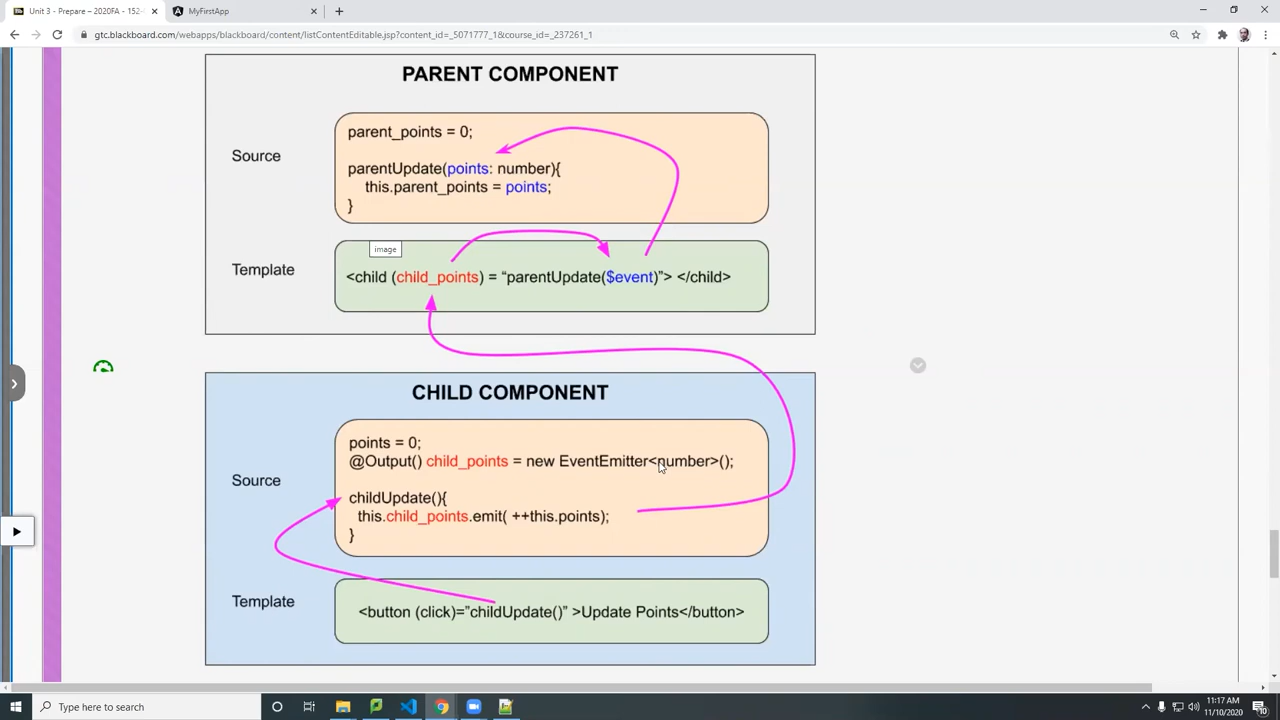 Unit 3 - Prepare – 2020FA - 152-
MyFirstApp
gtc.blackboard.com/webapps/blackboard/content/listContentEditable.jsp?content_id=_5071777_1&course_id=_237261_1
PARENT COMPONENT
Source
parent_points = 0;
parentUpdate(points: number){
this.parent_points = points;
}
image
Template
<child (child_points) = “parentUpdate($event)”> </child>
CHILD COMPONENT
Source
points = 0;
@Output() child_points = new EventEmitter<number>();
childUpdate(){
this.child_points.emit( ++this.points);
}
Template
<button (click)=”childUpdate()” >Update Points</button>
Type here to search
11:17 AM
11/10/2020
10